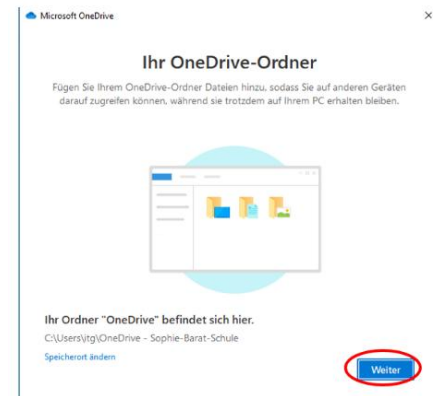 Microsoft OneDrive
Ihr OneDrive-Ordner
Fügen Sie Ihrem OneDrive-Ordner Dateien hinzu, sodass Sie auf anderen Geräten
darauf zugreifen können, während sie trotzdem auf Ihrem PC erhalten bleiben.
Ihr Ordner "OneDrive" befindet sich hier.
C:\Users\itg\OneDrive - Sophie-Barat-Schule
Speicherort ändern
Weiter